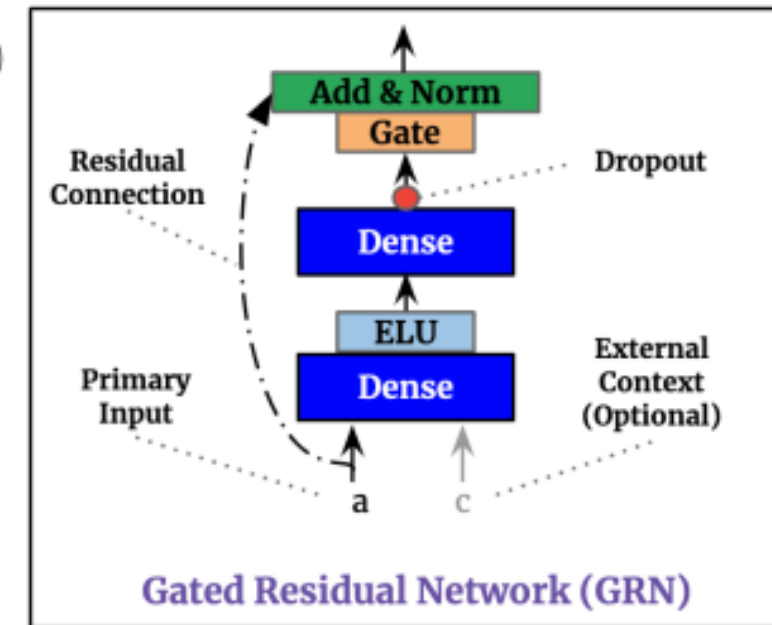 )
Add & Norm
Gate
Residual
Connection
Dropout
Dense
ELU
Dense
Primary
Input
External
Context
(Optional)
a
c
Gated Residual Network (GRN)